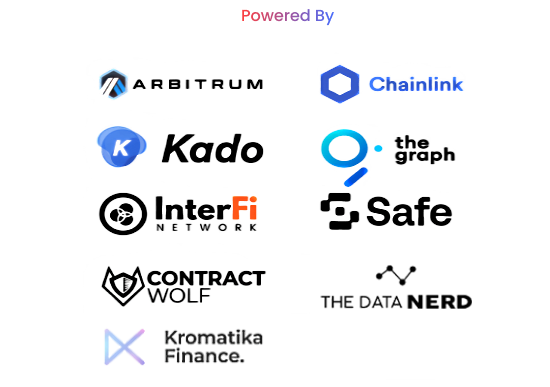 Powered By
ARBITRUM
Chainlink
K
Kado
the
graph
InterFi
NETWORK
Safe
CONTRACT
WOLF
THE DATA NERD
Kromatika
Finance.